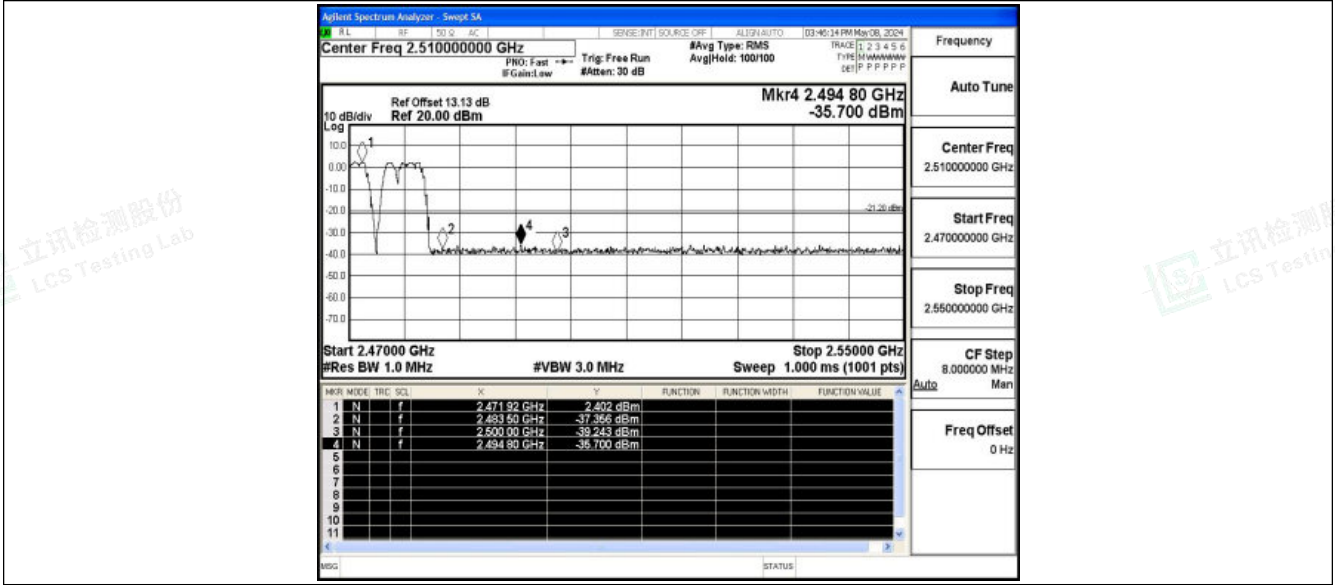 Agilent Spectrum Analyzer - Swept SA
RL RF 50 Ω AC SENSE:INT SOURCE OFF ALIGN AUTO 03:46:14 PM May 08, 2024
Center Freq 2.510000000 GHz
PNO: Fast
IFGain:Low
Trig: Free Run
#Atten: 30 dB
#Avg Type: RMS
Avg|Hold: 100/100
TRACE 1 2 3 4 5 6
TYPE M WWWWW
DET P P P P P P
Mkr4 2.494 80 GHz
-35.700 dBm
Ref Offset 13.13 dB
10 dB/div Ref 20.00 dBm
Log
10.0
0.00
-10.0
-20.0
-30.0
-40.0
-50.0
-60.0
-70.0
1
2
4
3
-21.20 dBm
Start 2.47000 GHz Stop 2.55000 GHz
#Res BW 1.0 MHz #VBW 3.0 MHz Sweep 1.000 ms (1001 pts)
MKR MODE TRC SCL X Y FUNCTION FUNCTION WIDTH FUNCTION VALUE
1 N f 2.471 92 GHz 2.402 dBm
2 N f 2.483 50 GHz -37.356 dBm
3 N f 2.500 00 GHz -39.243 dBm
4 N f 2.494 80 GHz -35.700 dBm
5
6
7
8
9
10
11
MSG STATUS
Frequency
Auto Tune
Center Freq
2.510000000 GHz
Start Freq
2.470000000 GHz
Stop Freq
2.550000000 GHz
CF Step
8.000000 MHz
Auto Man
Freq Offset
0 Hz
立讯检测股份
LCS Testing Lab
立讯检测
LCS Testin